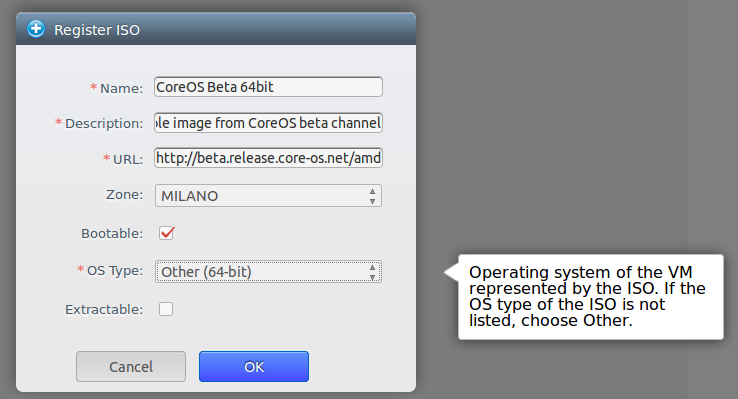 Register ISO
* Name: CoreOS Beta 64bit
* Description: ole image from CoreOS beta channel
* URL: http://beta.release.core-os.net/amd
Zone: MILANO
Bootable:
* OS Type: Other (64-bit)
Extractable:
Cancel OK
Operating system of the VM
represented by the ISO. If the
OS type of the ISO is not
listed, choose Other.